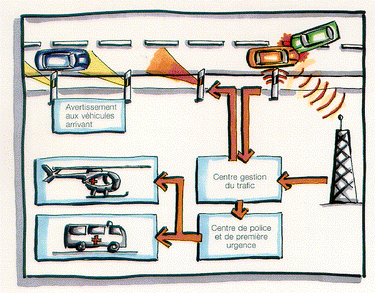 Avertissement
aux véhicules
arrivant
Centre gestion
du trafic
Centre de police
et de première
urgence